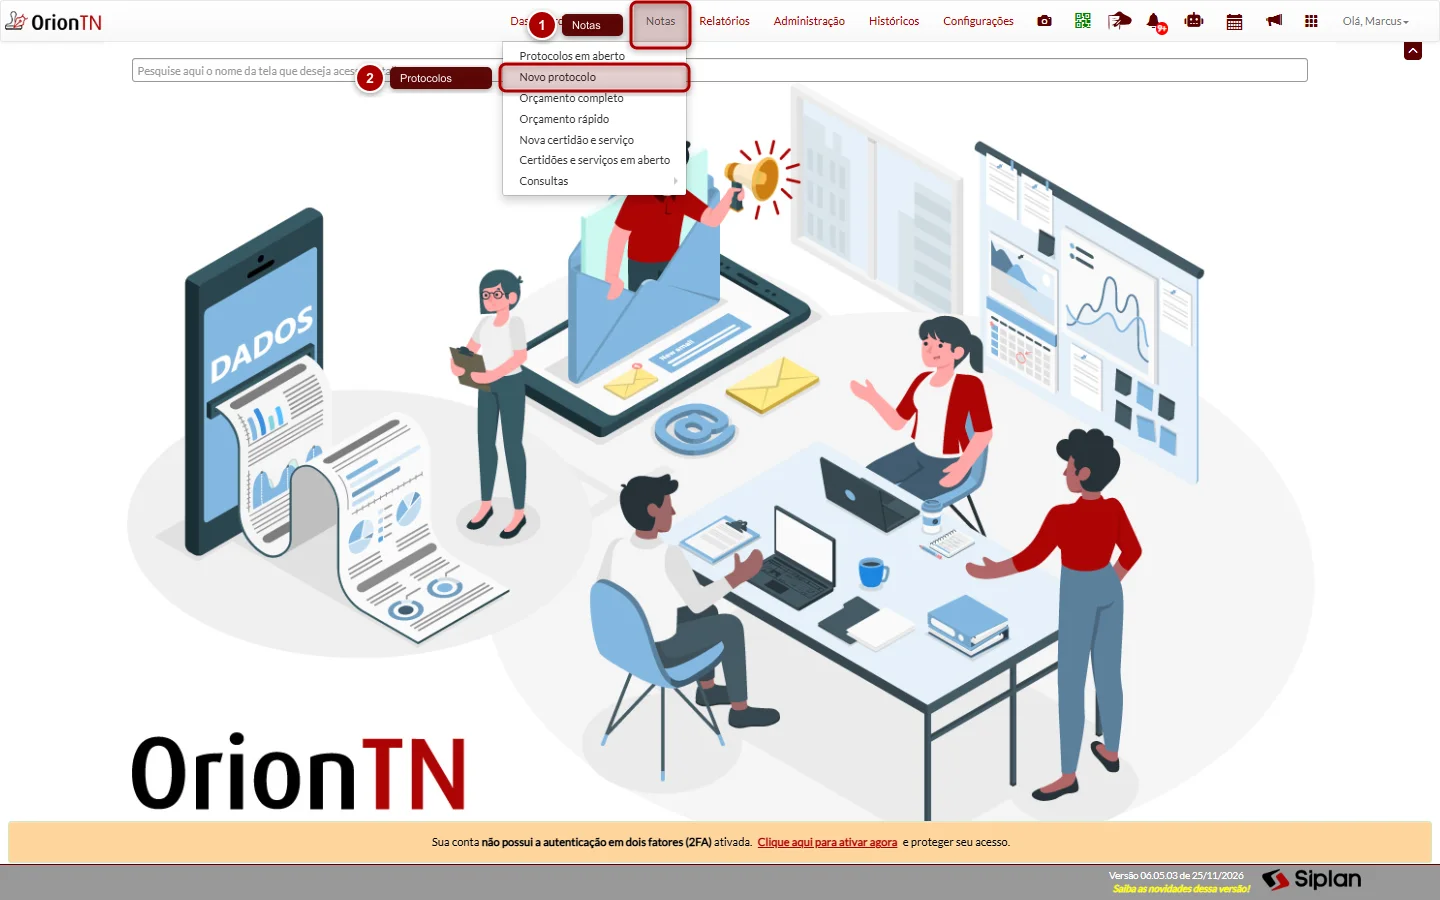 OrionTN
Das
1
Notas
Notas
Relatórios
Administração
Históricos
Configurações
9+
Olá, Marcus
Pesquise aqui o nome da tela que deseja
2
Protocolos
Protocolos em aberto
Novo protocolo
Orçamento completo
Orçamento rápido
Nova certidão e serviço
Certidões e serviços em aberto
Consultas
DADOS
New email
@
OrionTN
Sua conta não possui a autenticação em dois fatores (2FA) ativada. Clique aqui para ativar agora e proteger seu acesso.
Versão 06.05.03 de 25/11/2026
Saiba as novidades dessa versão!
Siplan